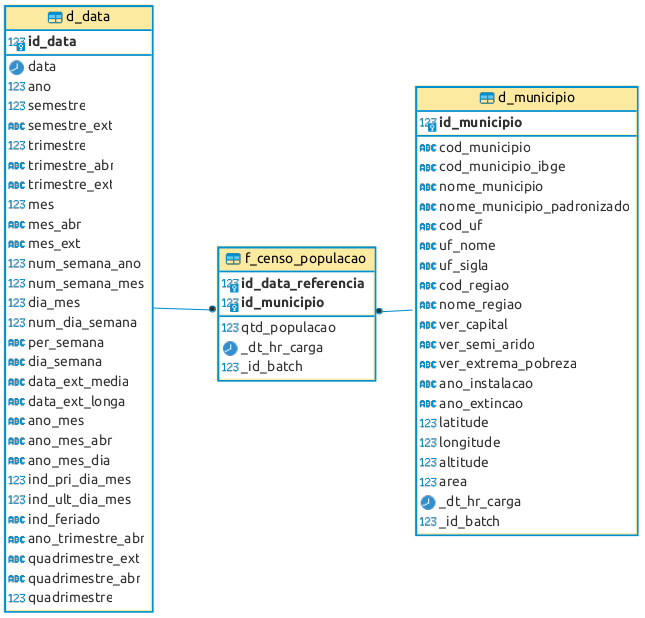 d_data
123 id_data
data
123 ano
123 semestre
ABC semestre_ext
123 trimestre
ABC trimestre_abr
ABC trimestre_ext
123 mes
ABC mes_abr
ABC mes_ext
123 num_semana_ano
123 num_semana_mes
123 dia_mes
123 num_dia_semana
ABC per_semana
ABC dia_semana
ABC data_ext_media
ABC data_ext_longa
ABC ano_mes
ABC ano_mes_abr
ABC ano_mes_dia
123 ind_pri_dia_mes
123 ind_ult_dia_mes
ABC ind_feriado
ABC ano_trimestre_abr
ABC quadrimestre_ext
ABC quadrimestre_abr
123 quadrimestre
f_censo_populacao
123 id_data_referencia
123 id_municipio
123 qtd_populacao
_dt_hr_carga
123 _id_batch
d_municipio
123 id_municipio
ABC cod_municipio
ABC cod_municipio_ibge
ABC nome_municipio
ABC nome_municipio_padronizado
ABC cod_uf
ABC uf_nome
ABC uf_sigla
ABC cod_regiao
ABC nome_regiao
ABC ver_capital
ABC ver_semi_arido
ABC ver_extrema_pobreza
ABC ano_instalacao
ABC ano_extincao
123 latitude
123 longitude
123 altitude
123 area
_dt_hr_carga
123 _id_batch